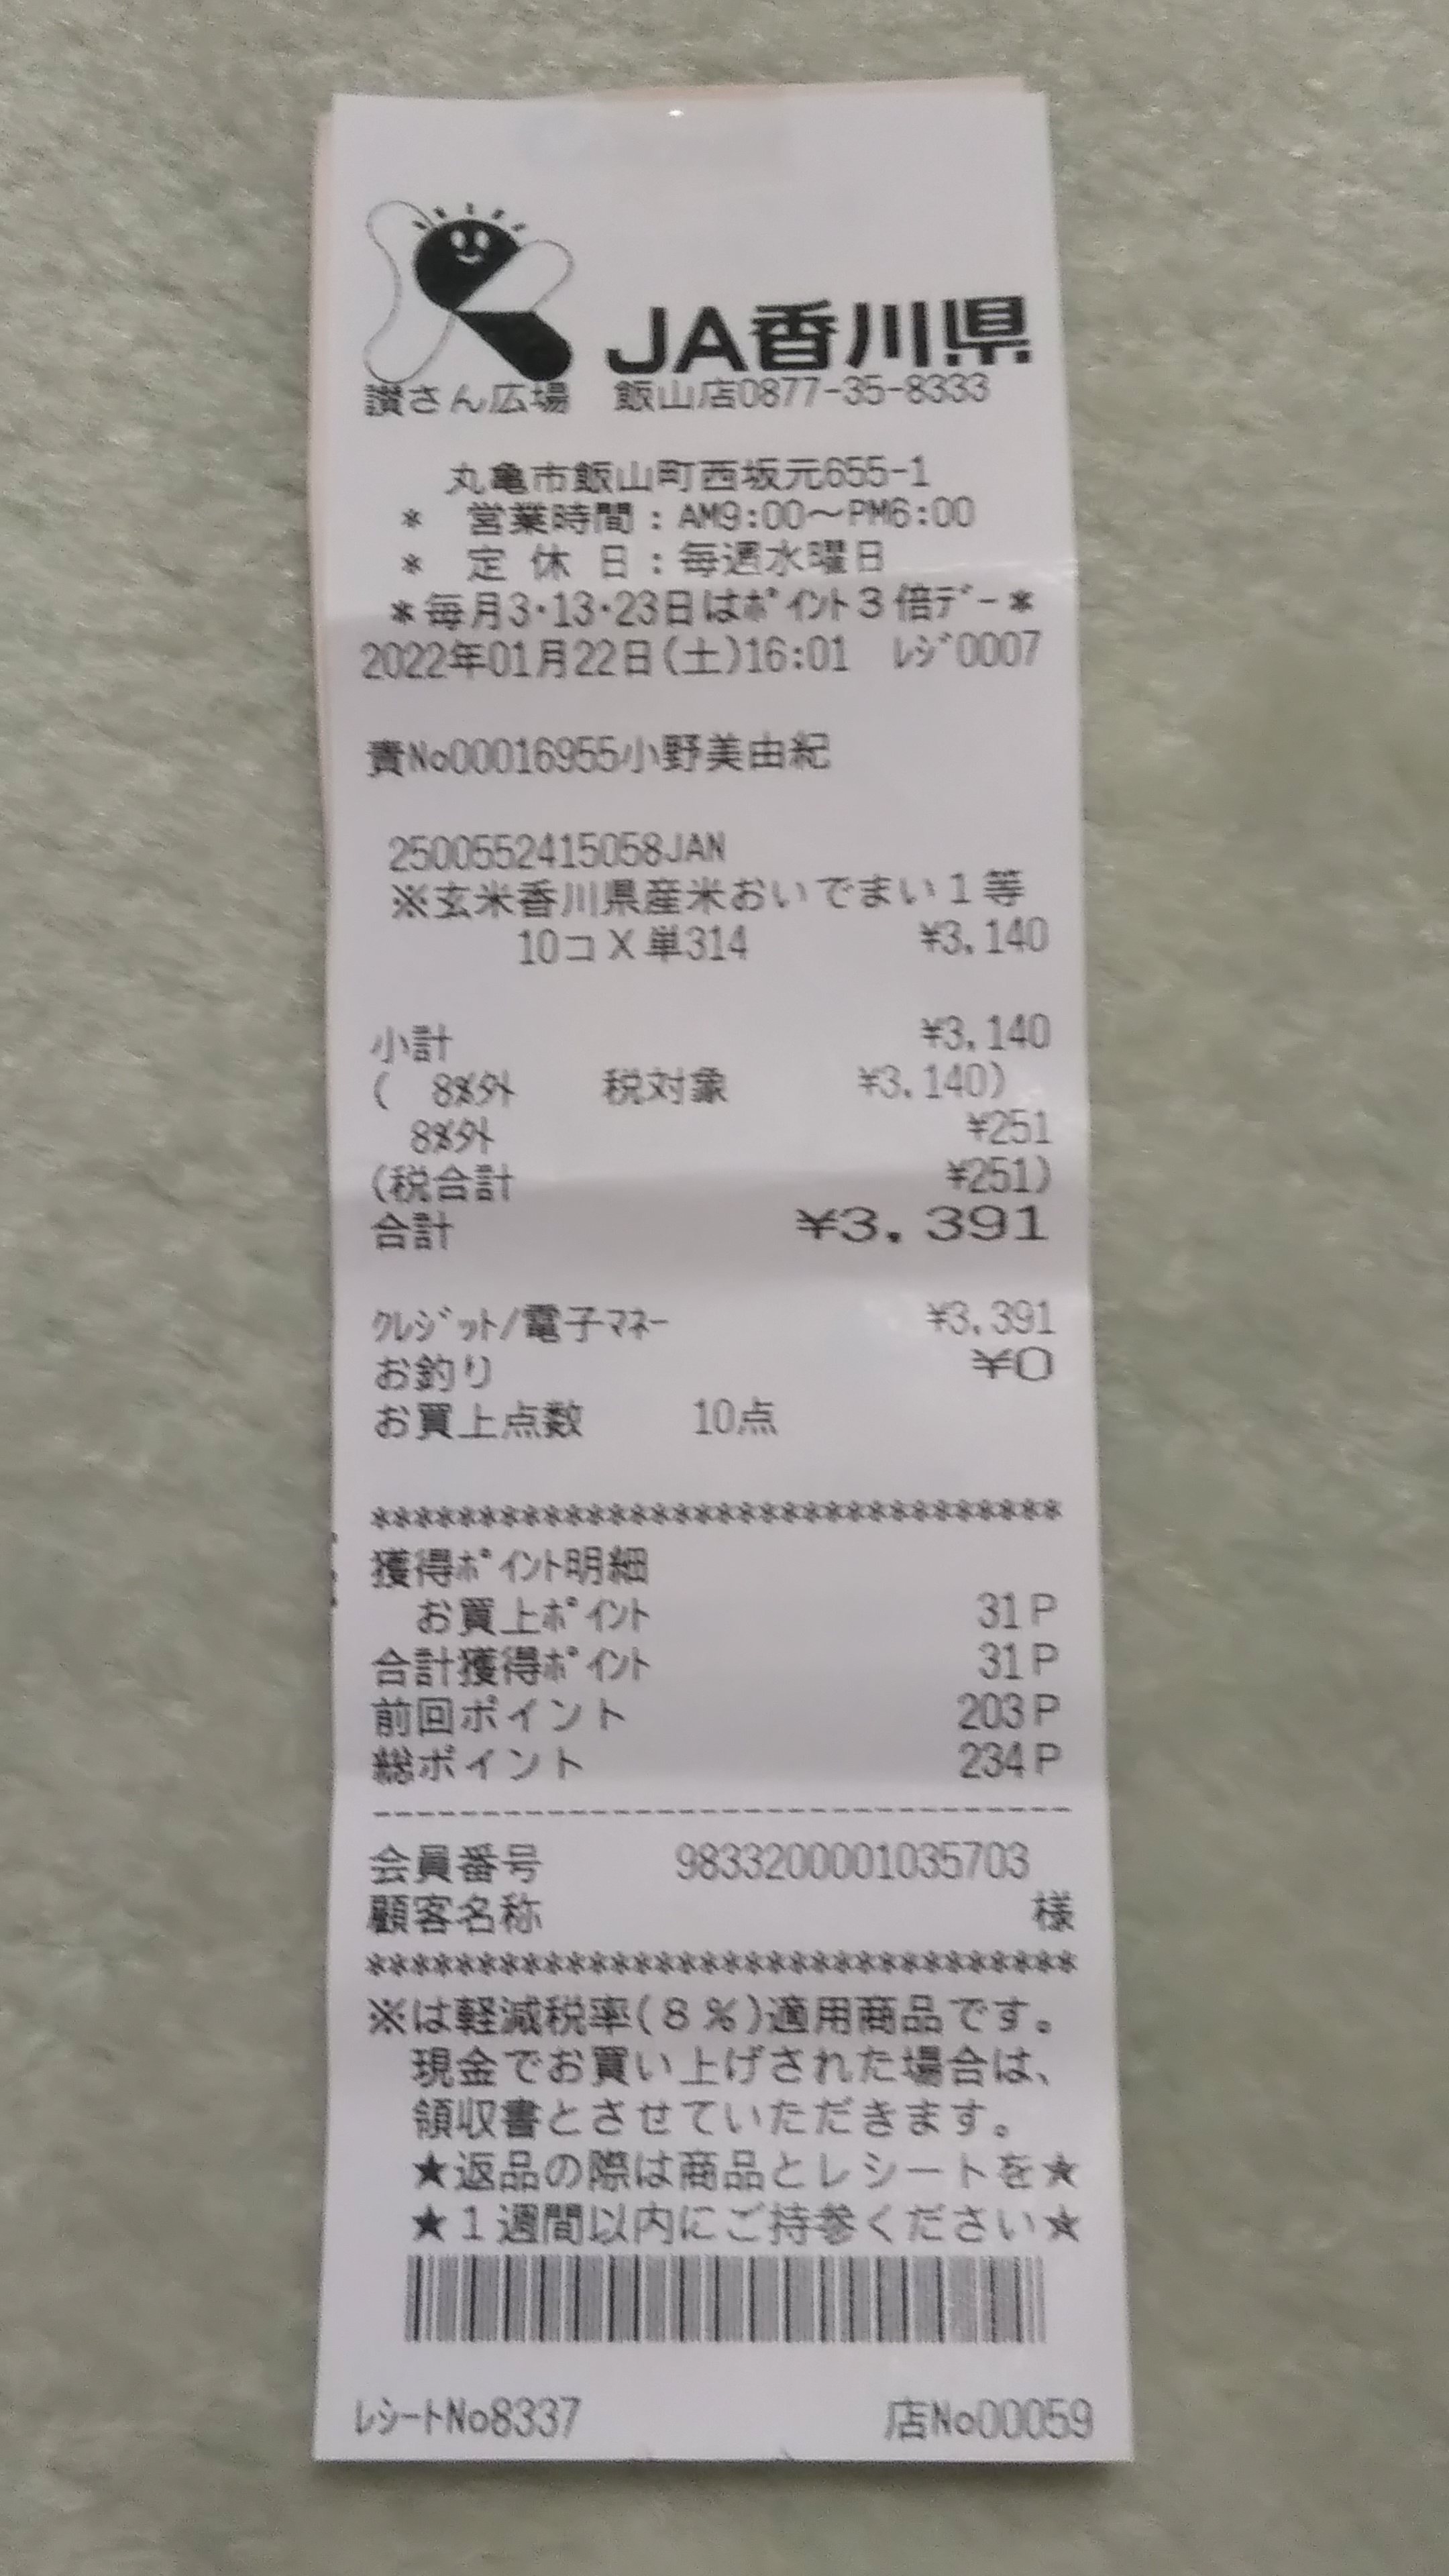 JA香川県
讃さん広場 飯山店0877-35-8333
丸亀市飯山町西坂元655-1
* 営業時間:AM9:00~PM6:00
* 定 休 日:毎週水曜日
*毎月3・13・23日はﾎﾟｲﾝﾄ3倍ﾃﾞｰ*
2022年01月22日(土)16:01 ﾚｼﾞ0007
責No00016955小野美由紀
2500552415058JAN
※玄米香川県産米おいでまい1等
10コX単314 ¥3,140
小計 ¥3,140
( 8%外 税対象 ¥3,140)
8%外 ¥251
(税合計 ¥251)
合計 ¥3,391
ｸﾚｼﾞｯﾄ/電子ﾏﾈｰ ¥3,391
お釣り ¥0
お買上点数 10点
********************************
獲得ﾎﾟｲﾝﾄ明細
お買上ﾎﾟｲﾝﾄ 31P
合計獲得ﾎﾟｲﾝﾄ 31P
前回ポイント 203P
総ポイント 234P
--------------------------------
会員番号 9833200001035703
顧客名称 様
********************************
※は軽減税率(8%)適用商品です。
現金でお買い上げされた場合は、
領収書とさせていただきます。
★返品の際は商品とレシートを★
★1週間以内にご持参ください★
ﾚｼｰﾄNo8337 店No00059